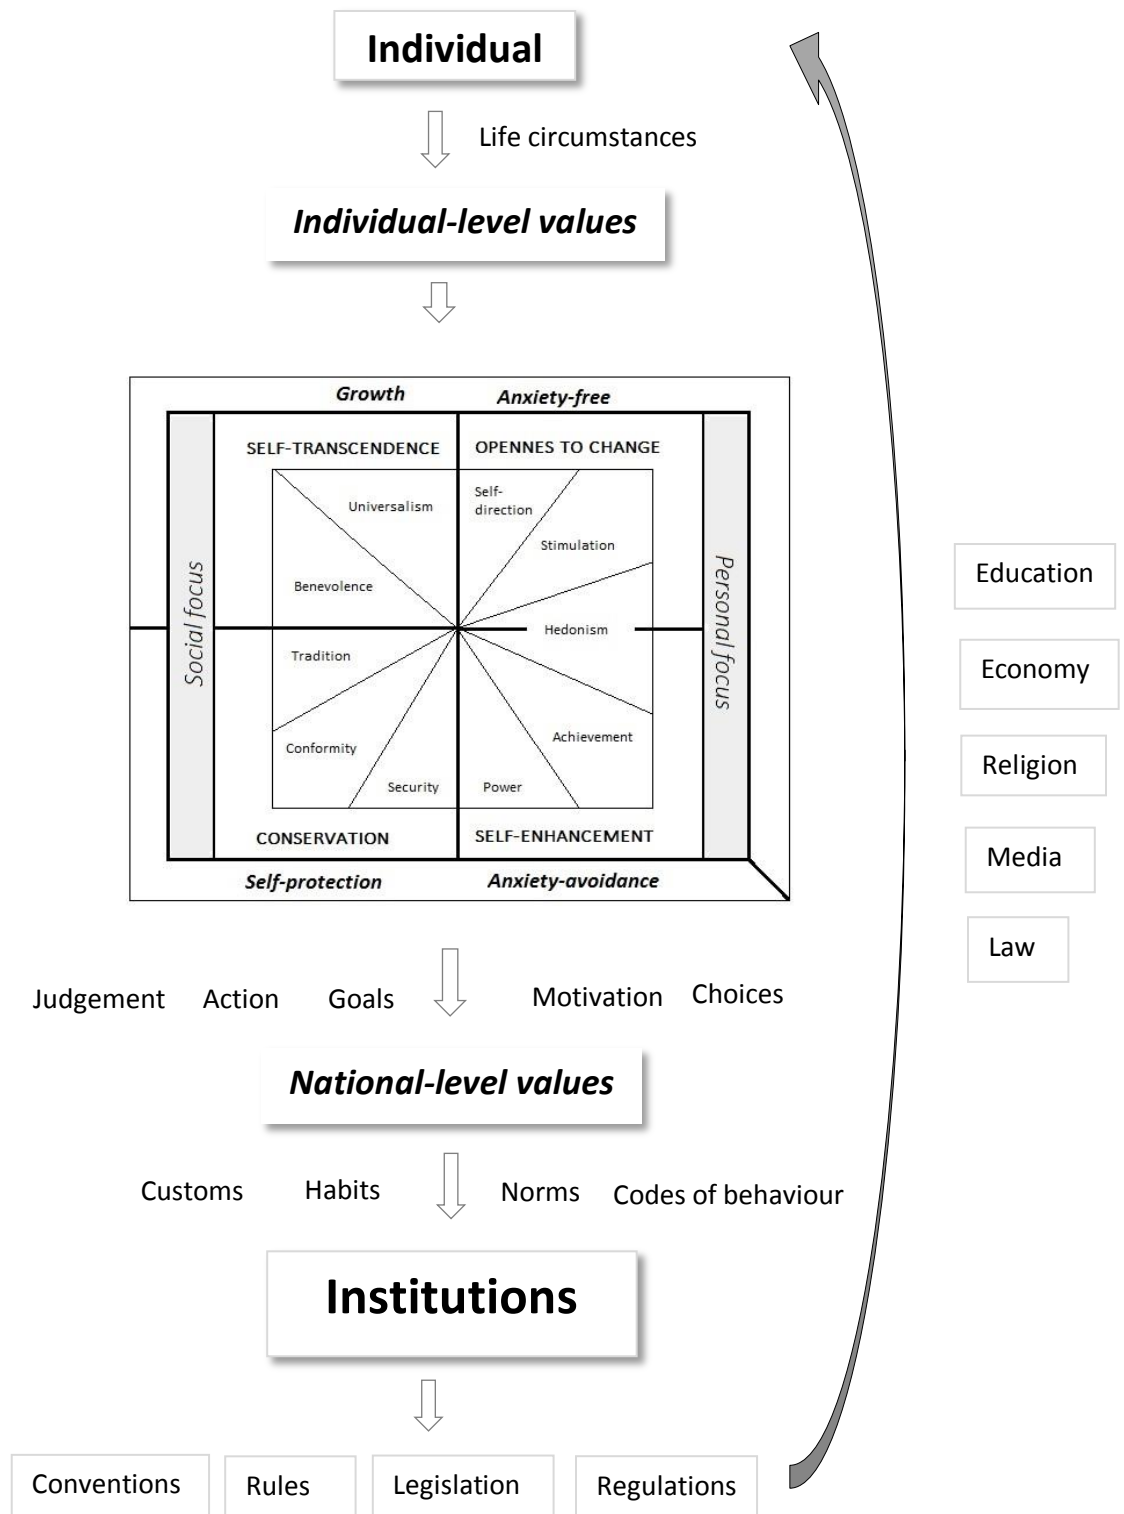 Individual
Life circumstances
Individual-level values
Growth
Anxiety-free
SELF-TRANSCENDENCE
OPENNES TO CHANGE
Social focus
Universalism
Benevolence
Self-
direction
Stimulation
Hedonism
Personal focus
Tradition
Conformity
Security
Power
Achievement
CONSERVATION
SELF-ENHANCEMENT
Self-protection
Anxiety-avoidance
Education
Economy
Religion
Media
Law
Judgement
Action
Goals
Motivation
Choices
National-level values
Customs
Habits
Norms
Codes of behaviour
Institutions
Conventions
Rules
Legislation
Regulations